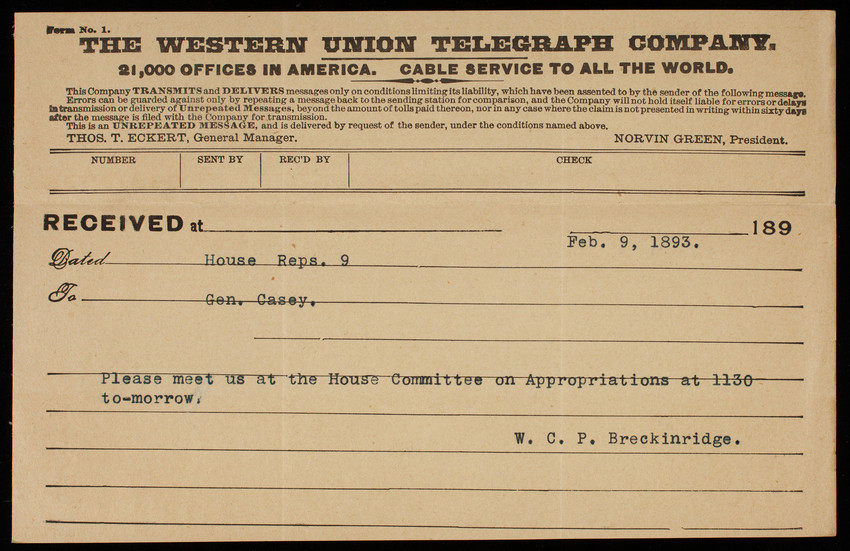 Form No. 1.
THE WESTERN UNION TELEGRAPH COMPANY.
21,000 OFFICES IN AMERICA. CABLE SERVICE TO ALL THE WORLD.
This Company TRANSMITS and DELIVERS messages only on conditions limiting its liability, which have been assented to by the sender of the following message.
Errors can be guarded against only by repeating a message back to the sending station for comparison, and the Company will not hold itself liable for errors or delays
in transmission or delivery of Unrepeated Messages, beyond the amount of tolls paid thereon, nor in any case where the claim is not presented in writing within sixty days
after the message is filed with the Company for transmission.
This is an UNREPEATED MESSAGE, and is delivered by request of the sender, under the conditions named above.
THOS. T. ECKERT, General Manager. NORVIN GREEN, President.
NUMBER SENT BY REC'D BY CHECK
RECEIVED at 189
Feb. 9, 1893.
Dated House Reps. 9
To Gen. Casey.
Please meet us at the House Committee on Appropriations at 1130
to-morrow.
W. C. P. Breckinridge.